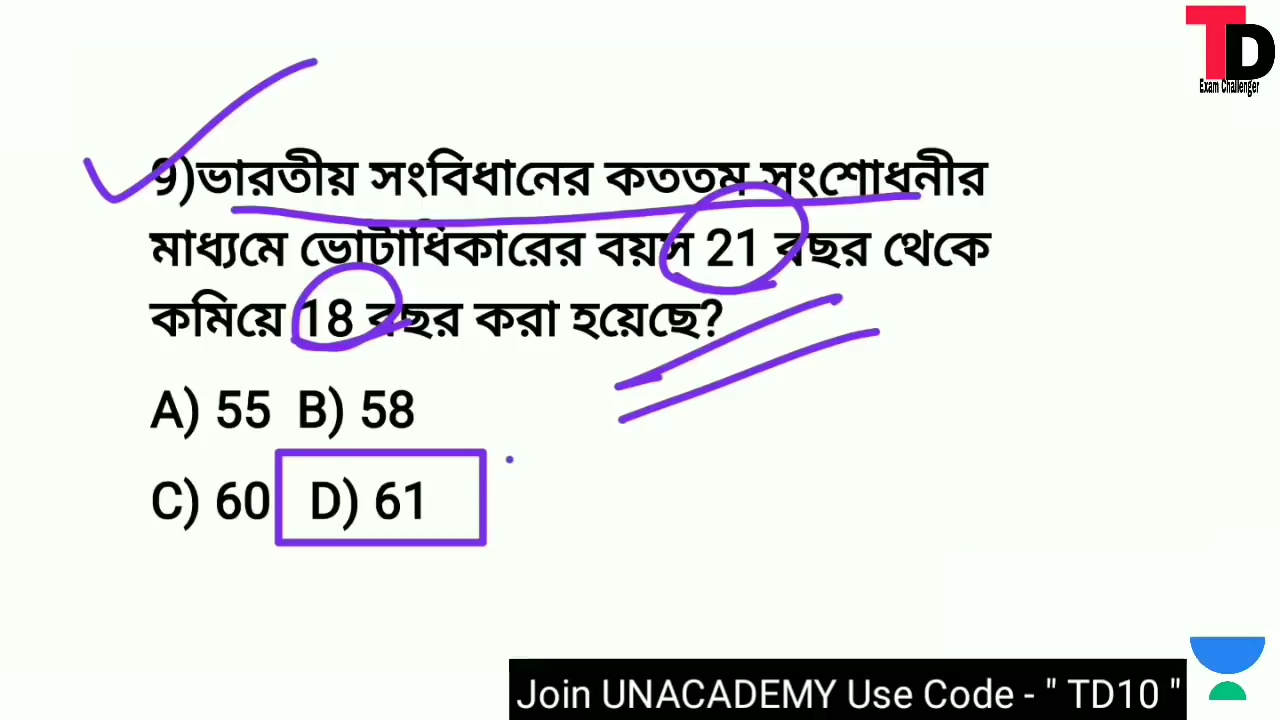 TD
Exam Challenger
9)ভারতীয় সংবিধানের কততম সংশোধনীর
মাধ্যমে ভোটাধিকারের বয়স 21 বছর থেকে
কমিয়ে 18 বছর করা হয়েছে?
A) 55 B) 58
C) 60 D) 61
Join UNACADEMY Use Code - " TD10 "